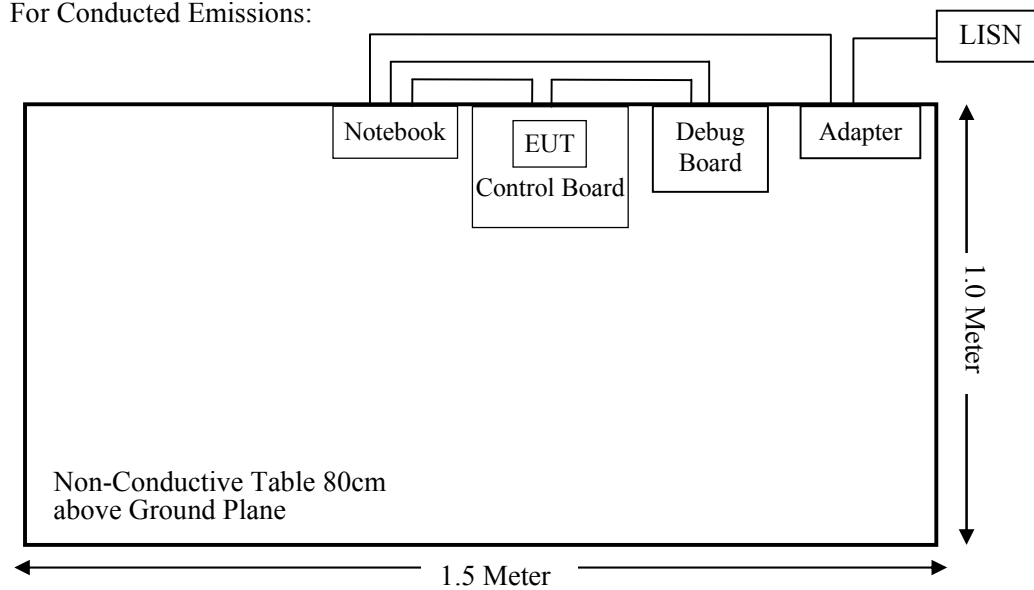 For Conducted Emissions:
LISN
Notebook
EUT
Control Board
Debug
Board
Adapter
1.0 Meter
Non-Conductive Table 80cm
above Ground Plane
1.5 Meter